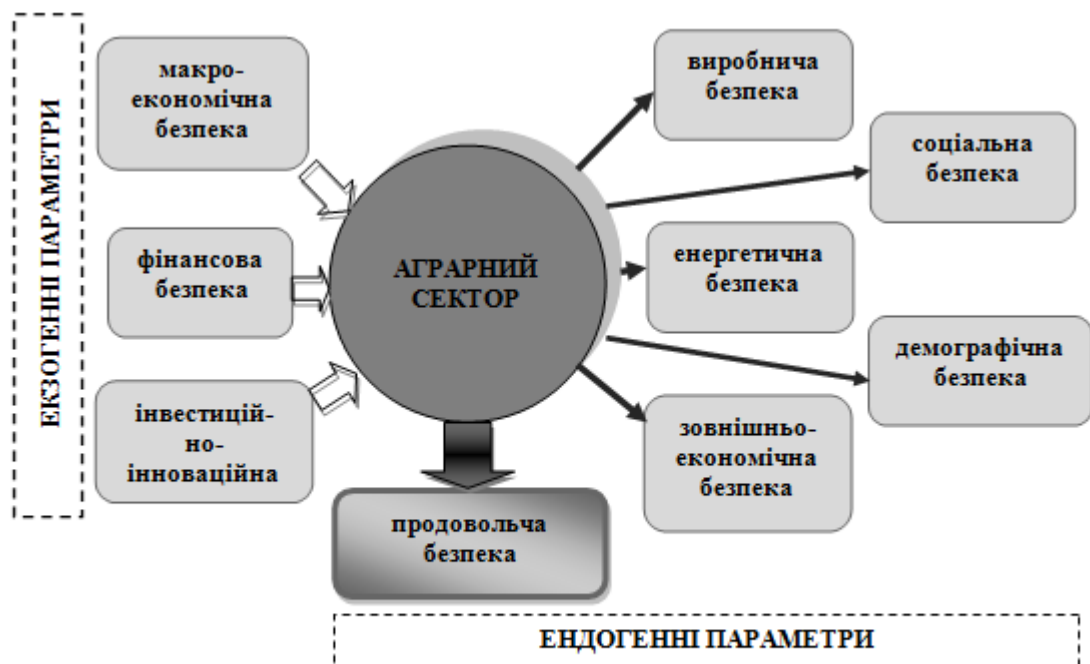 ЕКЗОГЕННІ ПАРАМЕТРИ
макро-
економічна
безпека
фінансова
безпека
інвестицій-
но-
інноваційна
АГРАРНИЙ
СЕКТОР
продовольча
безпека
виробнича
безпека
соціальна
безпека
енергетична
безпека
демографічна
безпека
зовнішньо-
економічна
безпека
ЕНДОГЕННІ ПАРАМЕТРИ